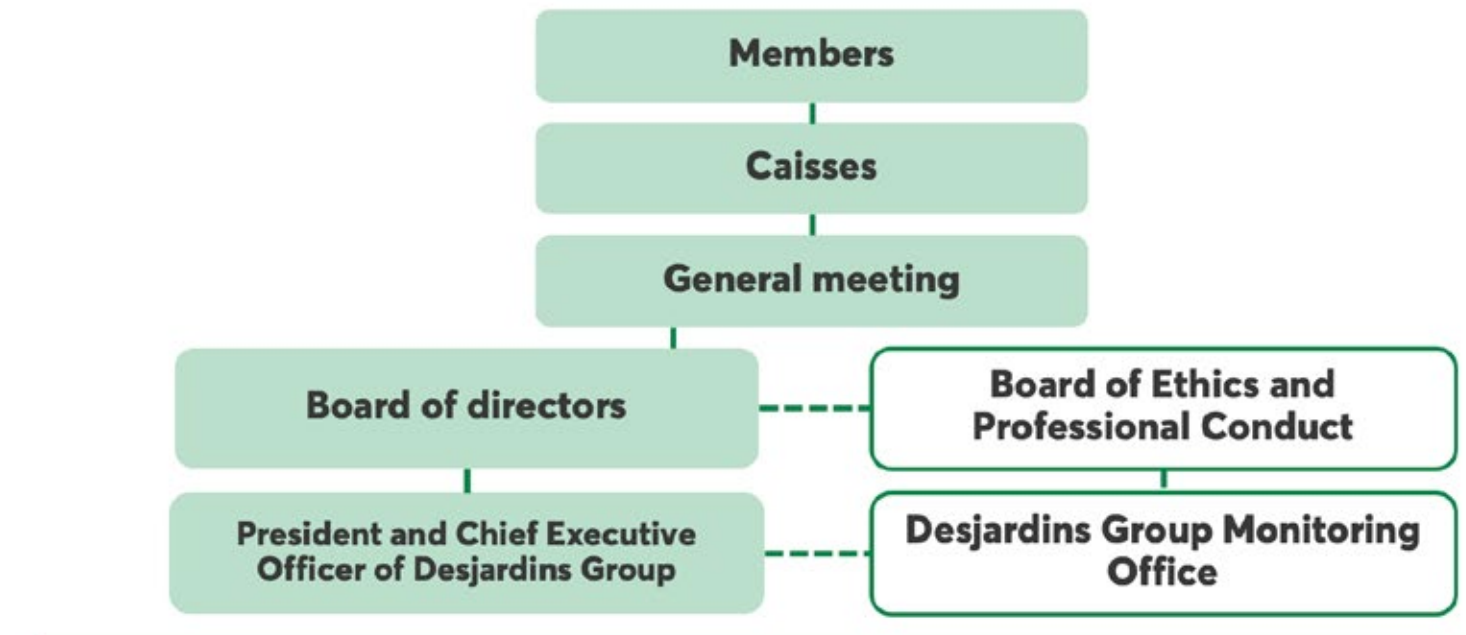 Members
Caisses
General meeting
Board of directors
Board of Ethics and
Professional Conduct
President and Chief Executive
Officer of Desjardins Group
Desjardins Group Monitoring
Office